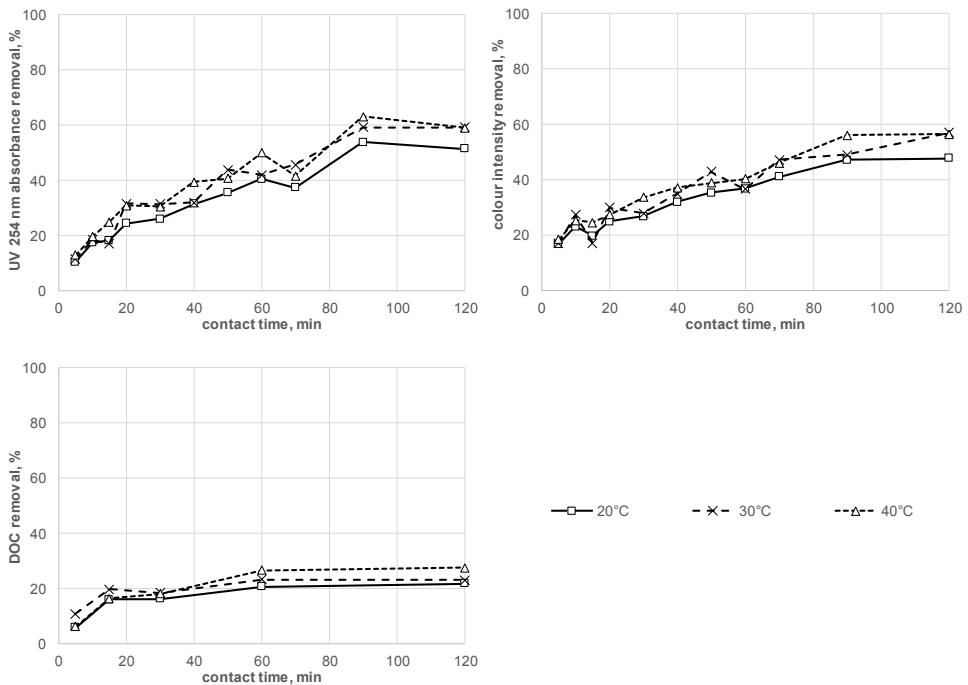 UV 254 nm absorbance removal, %
100
80
60
40
20
0
0 20 40 60 80 100 120
contact time, min
colour intensity removal, %
100
80
60
40
20
0
0 20 40 60 80 100 120
contact time, min
DOC removal, %
100
80
60
40
20
0
0 20 40 60 80 100 120
contact time, min
20°C 30°C 40°C